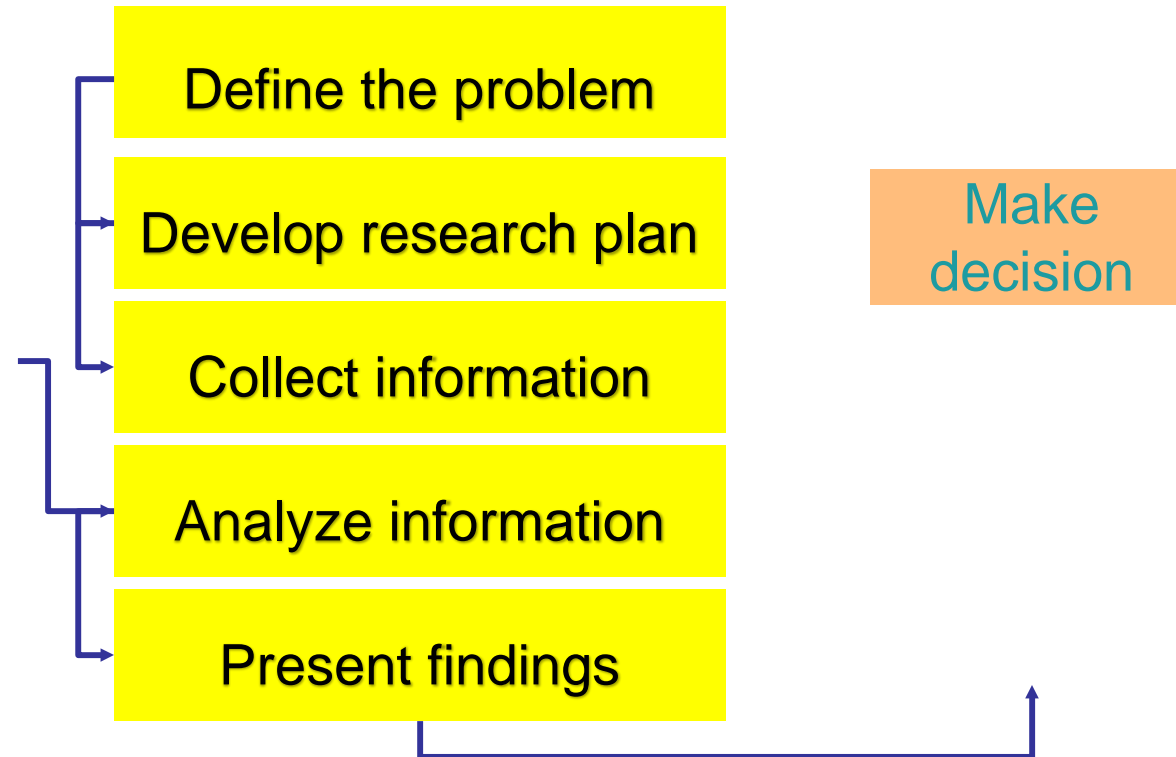 Define the problem
Develop research plan
Collect information
Analyze information
Present findings
Make
decision